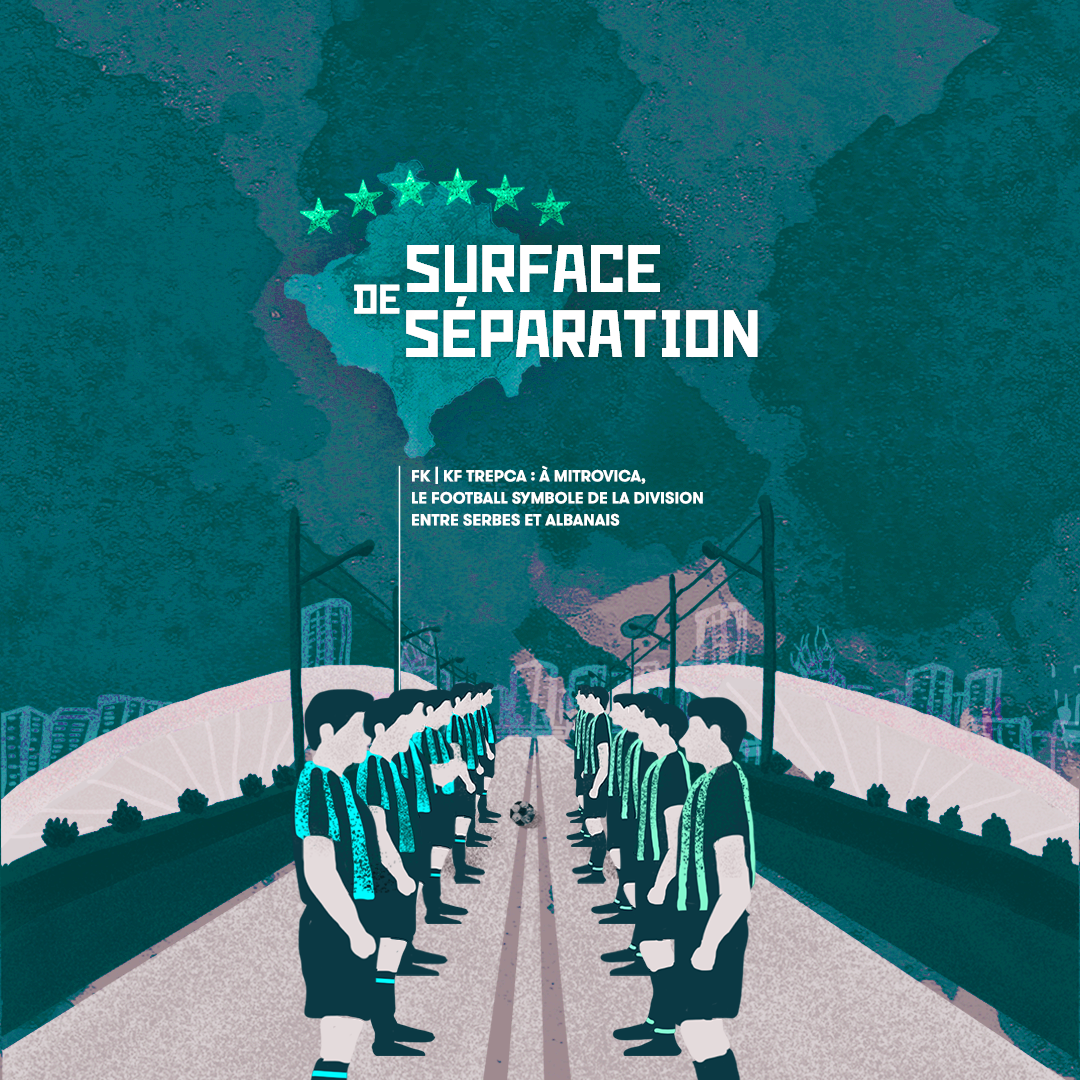 SURFACE
DE
SÉPARATION
FK | KF TREPCA : À MITROVICA,
LE FOOTBALL SYMBOLE DE LA DIVISION
ENTRE SERBES ET ALBANAIS